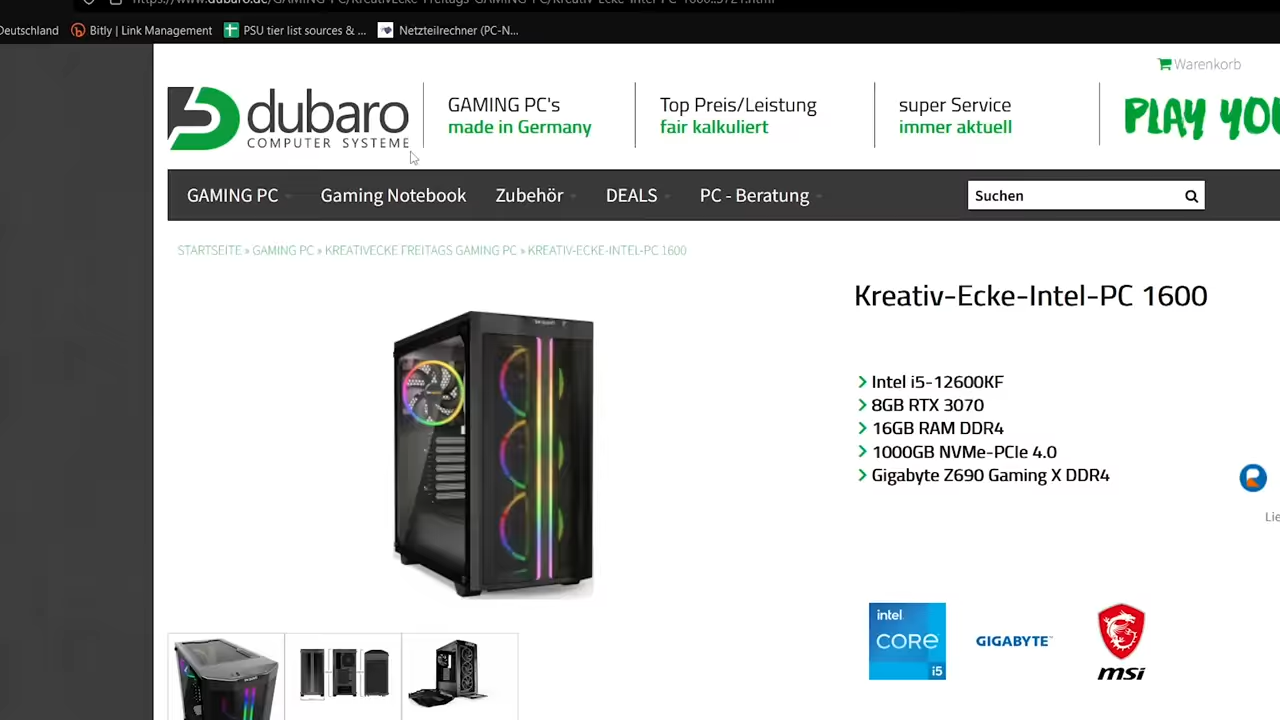 Deutschland Bitly | Link Management PSU tier list sources & ... Netzteilrechner (PC-N...
Warenkorb
dubaro
COMPUTER SYSTEME
GAMING PC's
made in Germany
Top Preis/Leistung
fair kalkuliert
super Service
immer aktuell
PLAY YO
GAMING PC Gaming Notebook Zubehör DEALS PC - Beratung Suchen
STARTSEITE » GAMING PC » KREATIVECKE FREITAGS GAMING PC » KREATIV-ECKE-INTEL-PC 1600
Kreativ-Ecke-Intel-PC 1600
Intel i5-12600KF
8GB RTX 3070
16GB RAM DDR4
1000GB NVMe-PCIe 4.0
Gigabyte Z690 Gaming X DDR4
Lie
intel
CORE
i5
GIGABYTE
msi